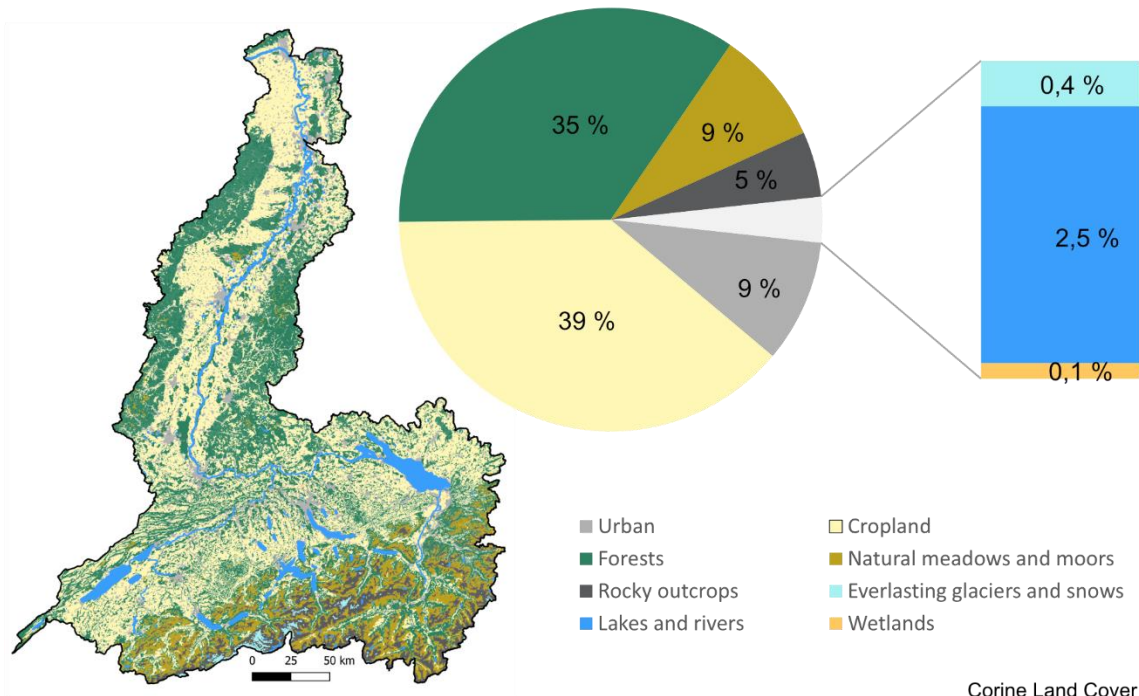 35 %
9 %
5 %
9 %
39 %
0,4 %
2,5 %
0,1 %
Urban
Cropland
Forests
Natural meadows and moors
Rocky outcrops
Everlasting glaciers and snows
Lakes and rivers
Wetlands
0 25 50 km
Corine Land Cover